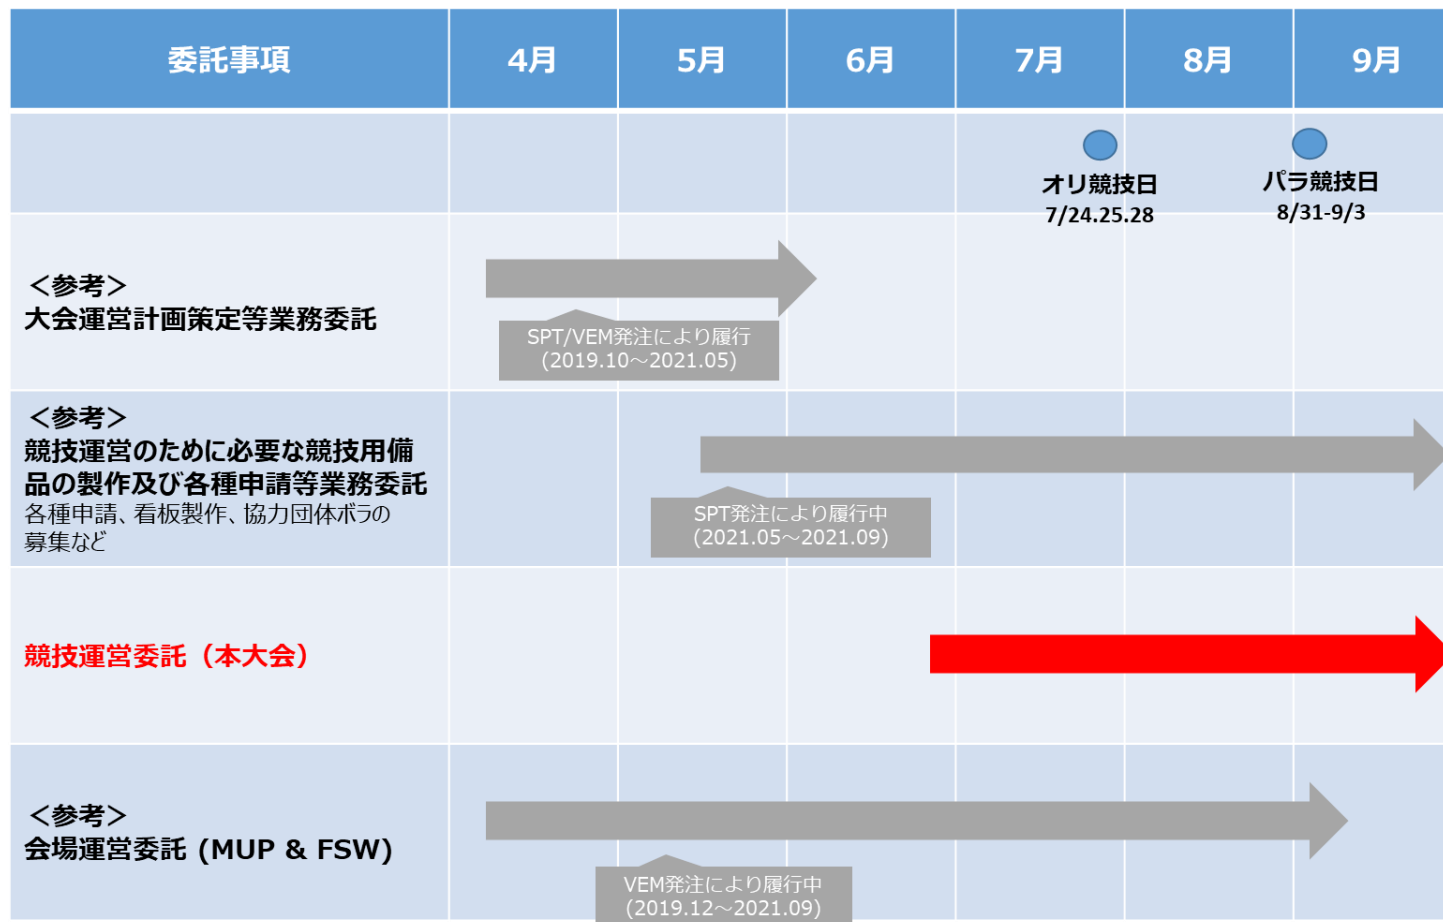 委託事項
4月
5月
6月
7月
8月
9月
オリ競技日
7/24.25.28
パラ競技日
8/31-9/3
＜参考＞
大会運営計画策定等業務委託
SPT/VEM発注により履行
(2019.10～2021.05)
＜参考＞
競技運営のために必要な競技用備
品の製作及び各種申請等業務委託
各種申請、看板製作、協力団体ボラの
募集など
SPT発注により履行中
(2021.05～2021.09)
競技運営委託（本大会）
＜参考＞
会場運営委託 (MUP & FSW)
VEM発注により履行中
(2019.12～2021.09)